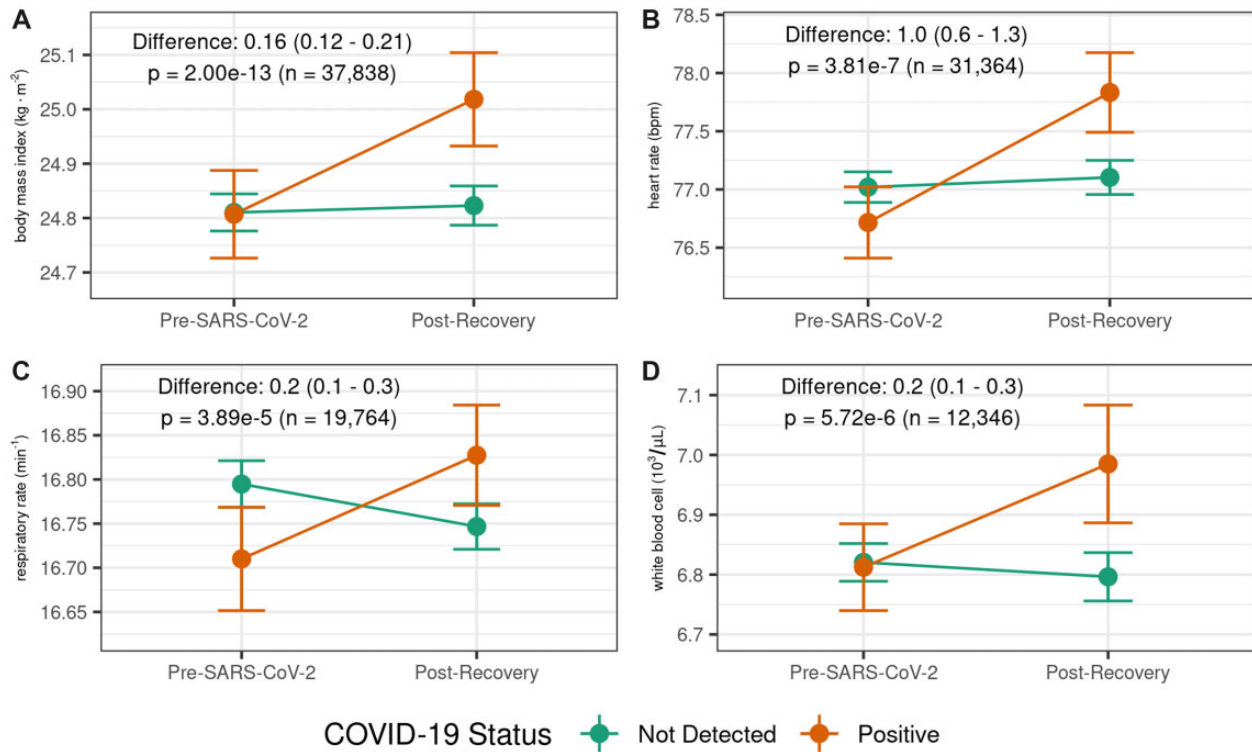 A
Difference: 0.16 (0.12 - 0.21)
p = 2.00e-13 (n = 37,838)
body mass index (kg · m⁻²)
25.1
25.0
24.9
24.8
24.7
Pre-SARS-CoV-2 Post-Recovery
B
Difference: 1.0 (0.6 - 1.3)
p = 3.81e-7 (n = 31,364)
heart rate (bpm)
78.5
78.0
77.5
77.0
76.5
Pre-SARS-CoV-2 Post-Recovery
C
Difference: 0.2 (0.1 - 0.3)
p = 3.89e-5 (n = 19,764)
respiratory rate (min⁻¹)
16.90
16.85
16.80
16.75
16.70
16.65
Pre-SARS-CoV-2 Post-Recovery
D
Difference: 0.2 (0.1 - 0.3)
p = 5.72e-6 (n = 12,346)
white blood cell (10³/μL)
7.1
7.0
6.9
6.8
6.7
Pre-SARS-CoV-2 Post-Recovery
COVID-19 Status Not Detected Positive